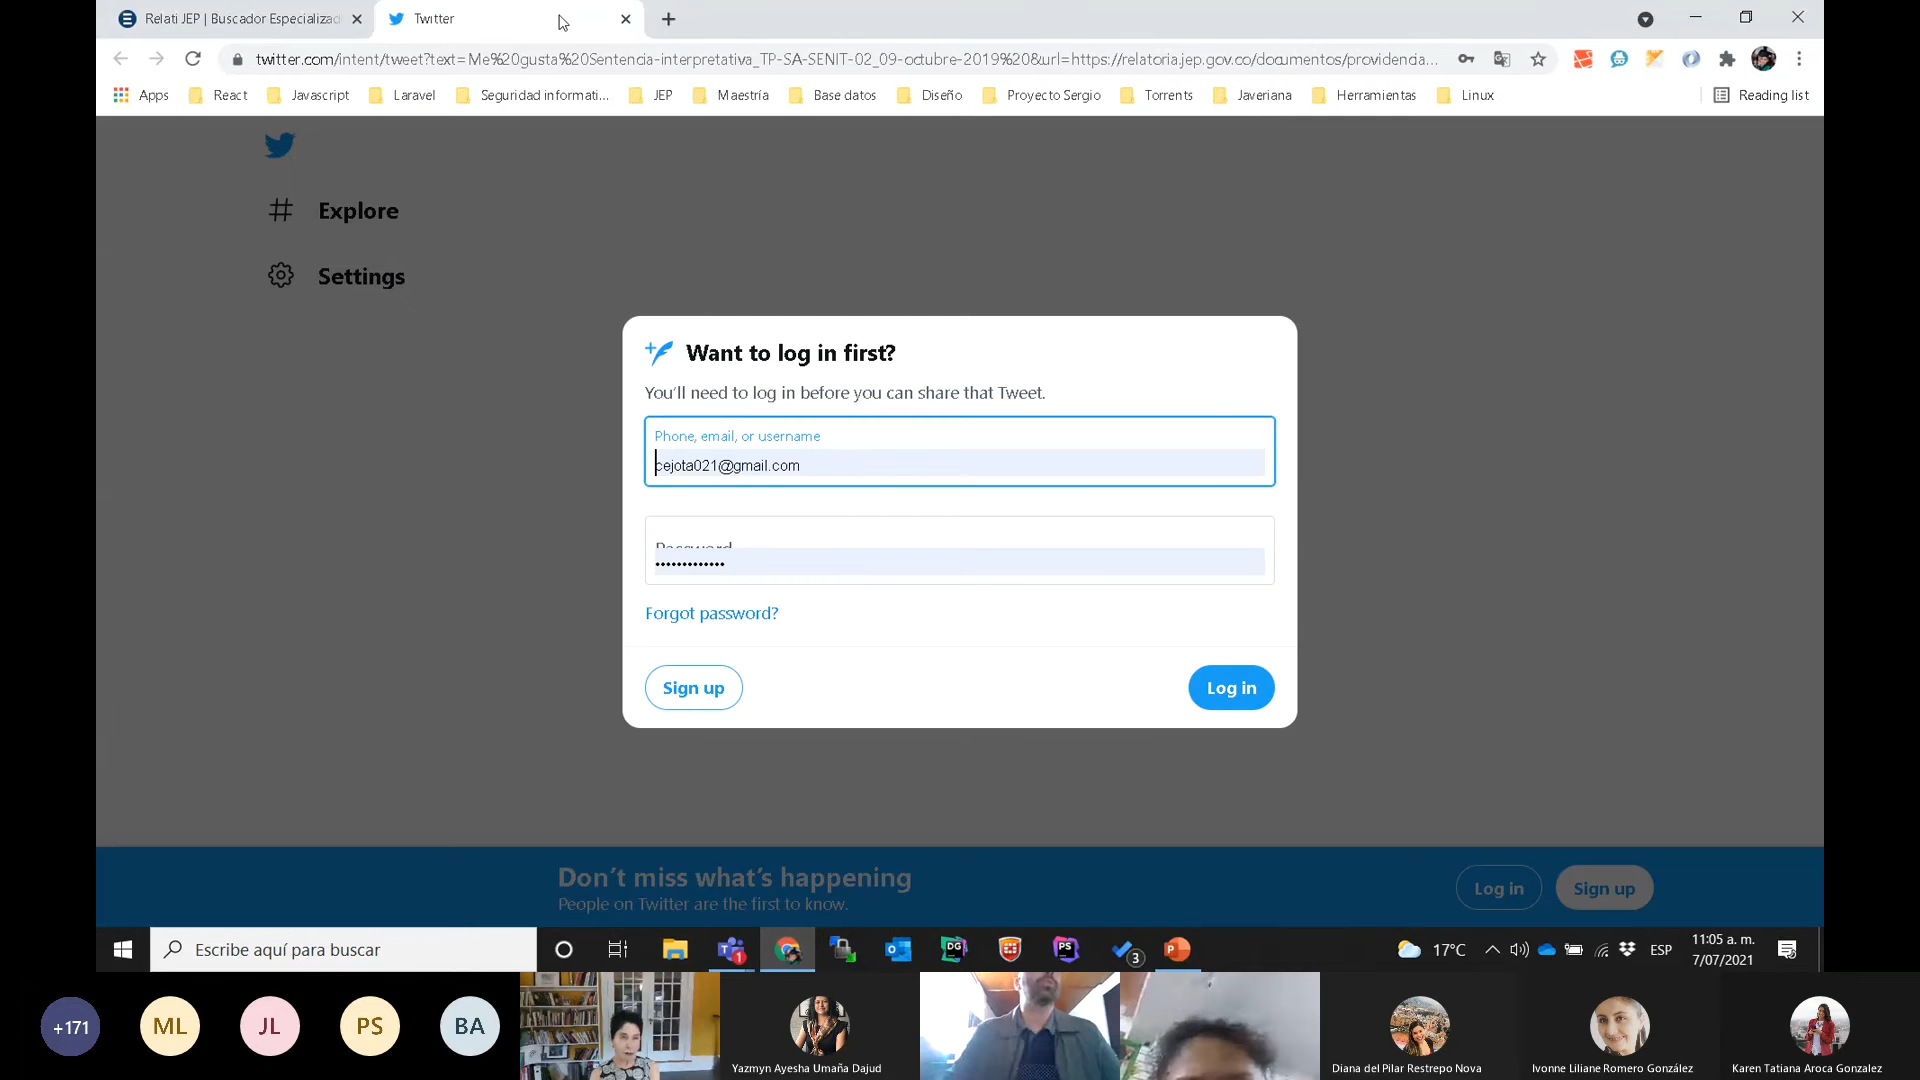 Relati JEP | Buscador Especializad
Twitter
twitter.com/intent/tweet?text=Me%20gusta%20Sentencia-interpretativa_TP-SA-SENIT-02_09-octubre-2019%20&url=https://relatoria.jep.gov.co/documentos/providencia...
Apps React Javascript Laravel Seguridad informati... JEP Maestría Base datos Diseño Proyecto Sergio Torrents Javeriana Herramientas Linux Reading list
Explore
Settings
Want to log in first?
You'll need to log in before you can share that Tweet.
Phone, email, or username
cejota021@gmail.com
Password
•••••••••••••
Forgot password?
Sign up Log in
Don't miss what's happening
People on Twitter are the first to know.
Log in Sign up
Escribe aquí para buscar
1
DG
PS
3
17°C
ESP
11:05 a. m.
7/07/2021
+171 ML JL PS BA
Yazmyn Ayesha Umaña Dajud
Diana del Pilar Restrepo Nova
Ivonne Liliane Romero González
Karen Tatiana Aroca Gonzalez